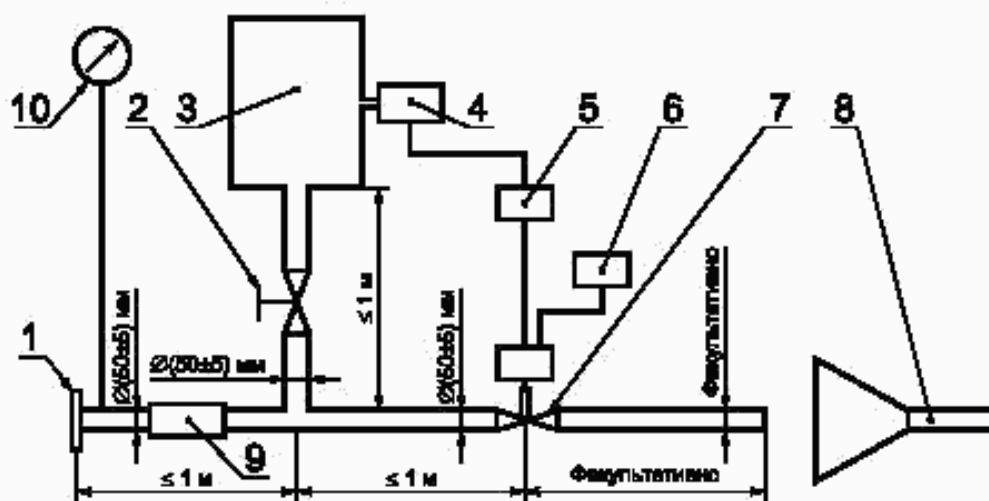 10 2 3 4 5 6 7 8
1
Ø(50±5) мм
Ø(50±5) мм
≤ 1 м
Ø(50±5) мм
Факультативно
9
≤ 1 м
≤ 1 м
Факультативно